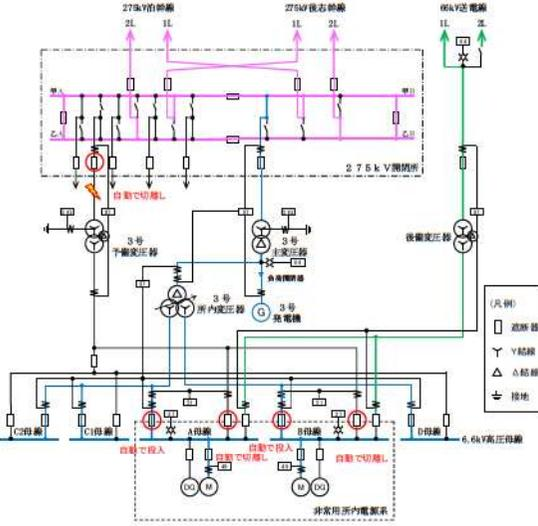 275kV泊幹線
275kV後志幹線
66kV送電線
2L
1L
1L
2L
1L
2L
甲A
甲B
乙A
乙B
275kV開閉所
自動で切離し
3号
予備変圧器
3号
主変圧器
後備変圧器
負荷開閉器
3号
所内変圧器
G
3号
発電機
(凡例)
遮断器
Y結線
Δ結線
接地
C2母線
C1母線
A母線
B母線
D母線
6.6kV高圧母線
自動で投入
自動で切離し
自動で投入
自動で切離し
DG
M
M
DG
非常用所内電源系